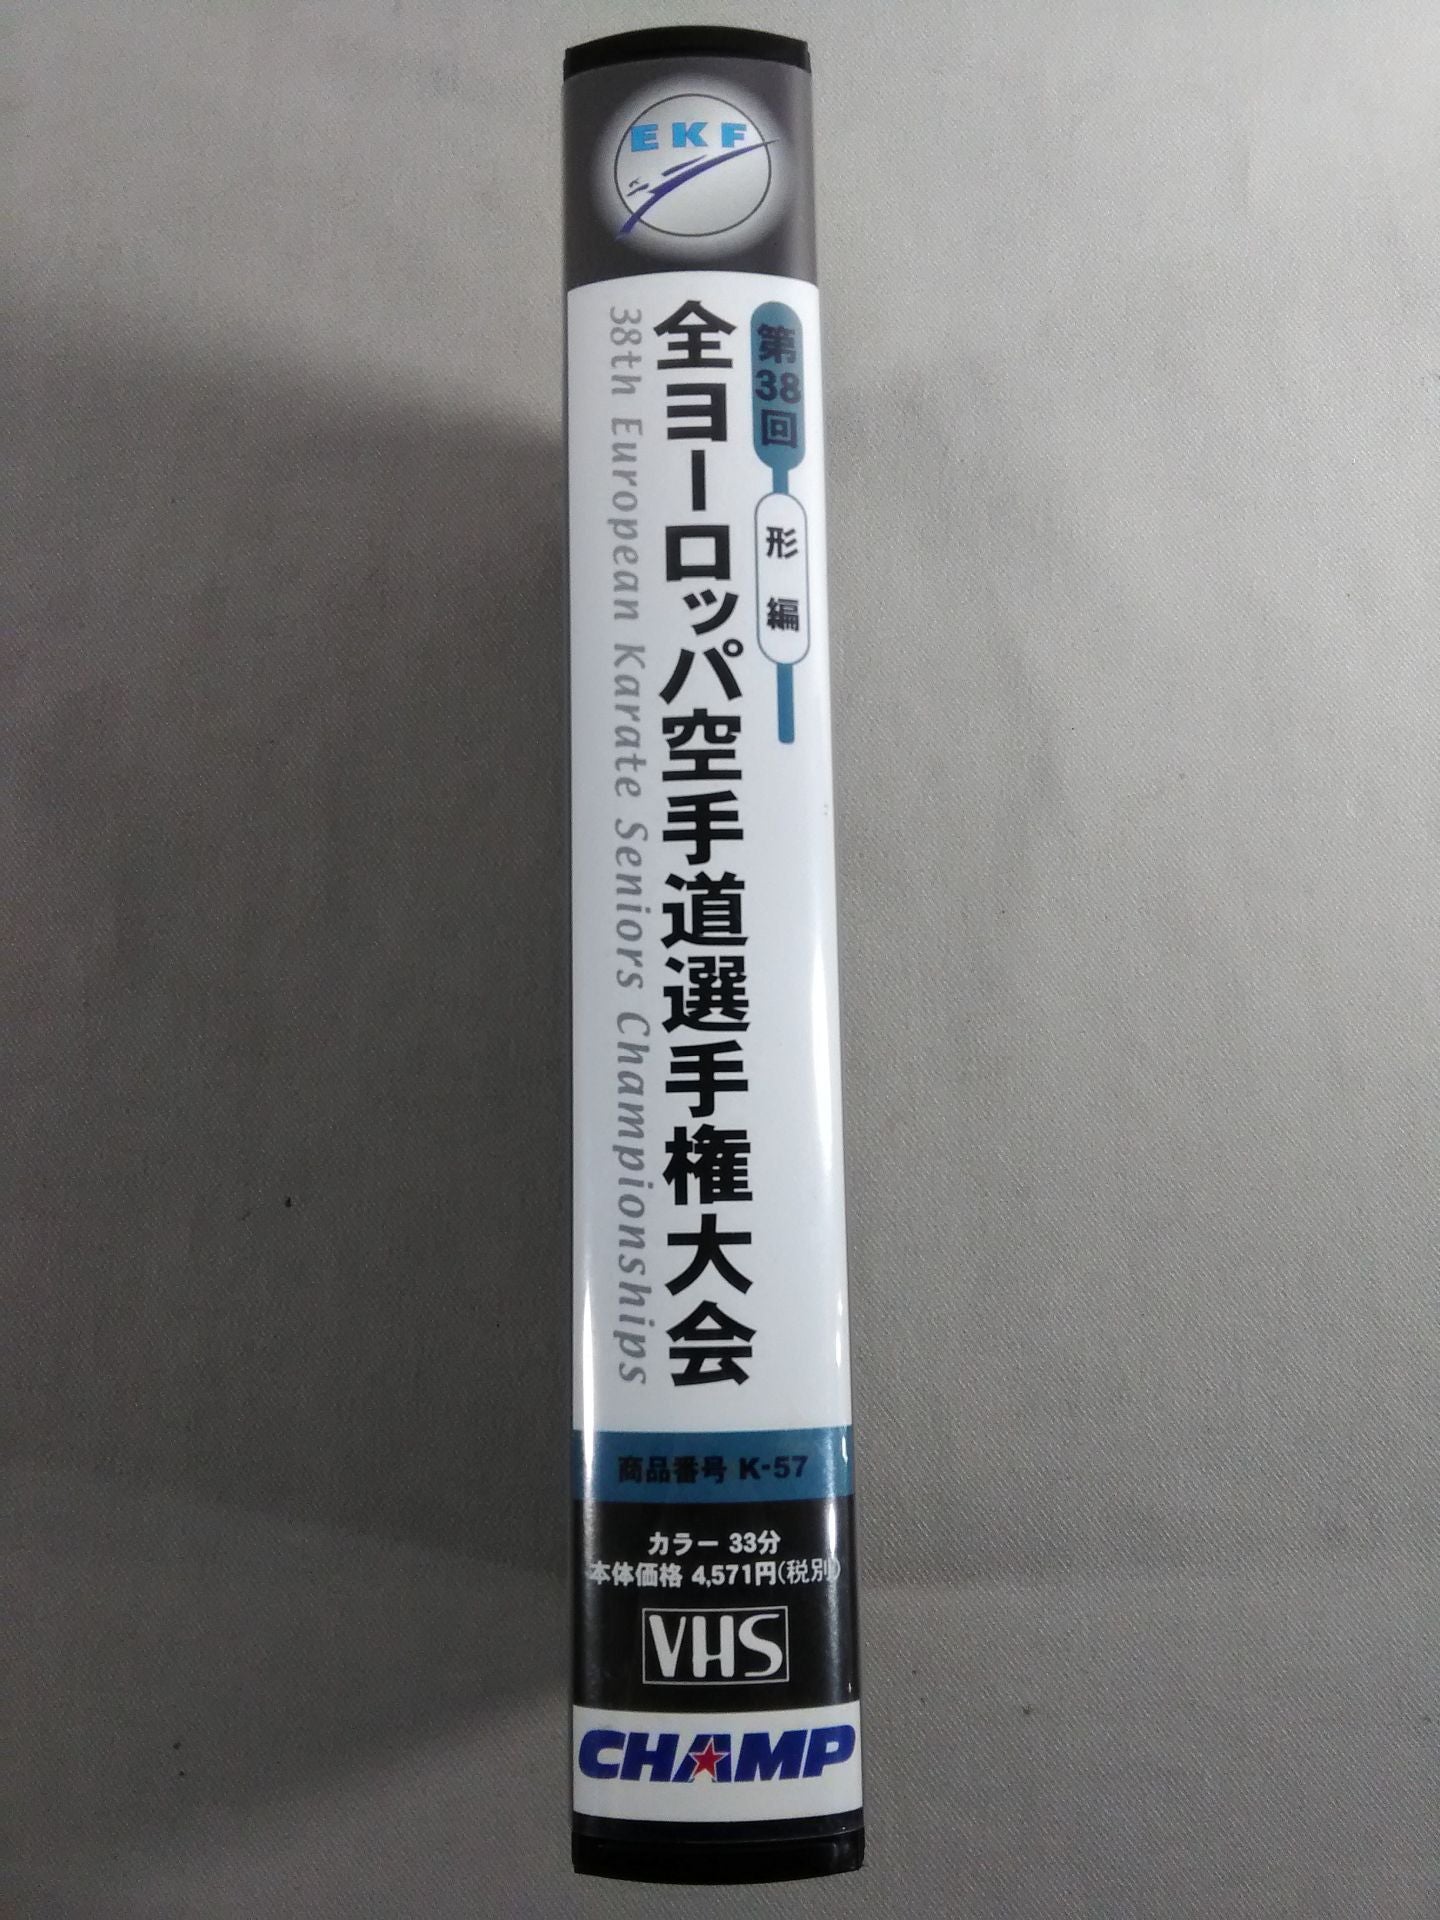 EKF
第38回
形編
全ヨーロッパ空手道選手権大会
38th European Karate Seniors Championships
商品番号 K-57
カラー 33分
本体価格 4,571円(税別)
VHS
CHAMP